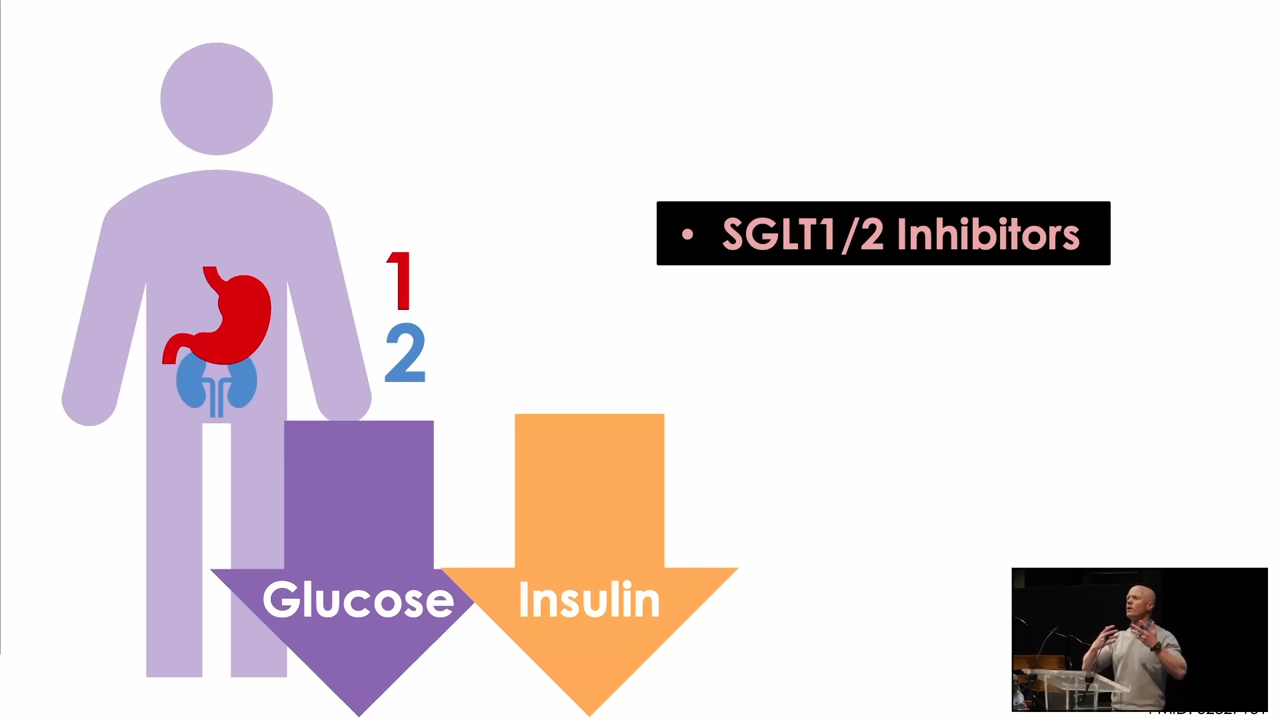 • SGLT1/2 Inhibitors
1
2
Glucose
Insulin